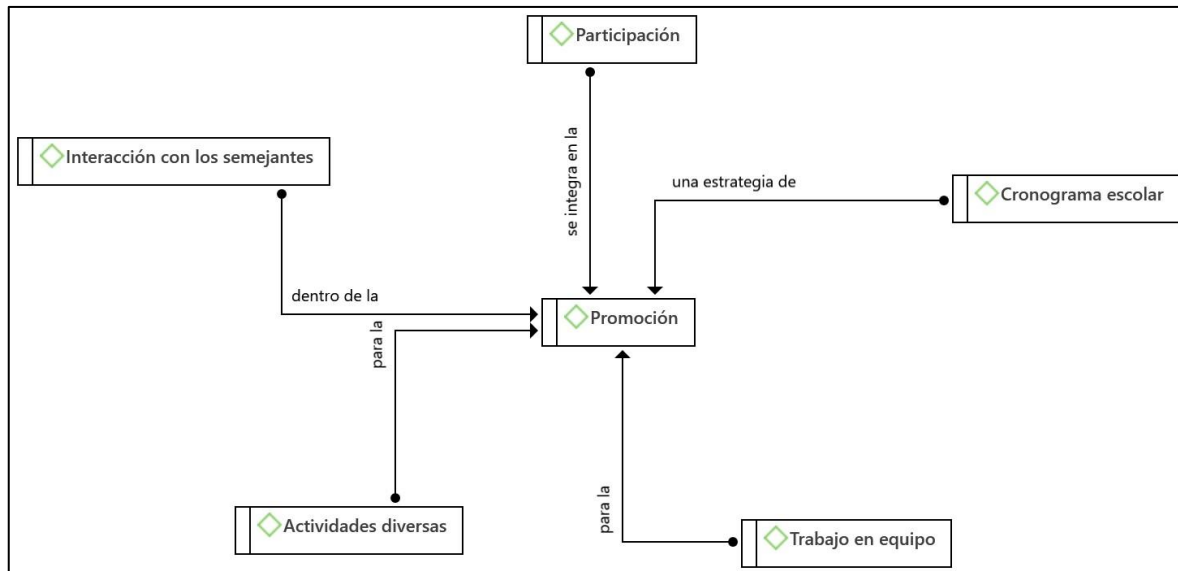 Participación
Interacción con los semejantes
se integra en la
una estrategia de
Cronograma escolar
dentro de la
Promoción
para la
Actividades diversas
para la
Trabajo en equipo